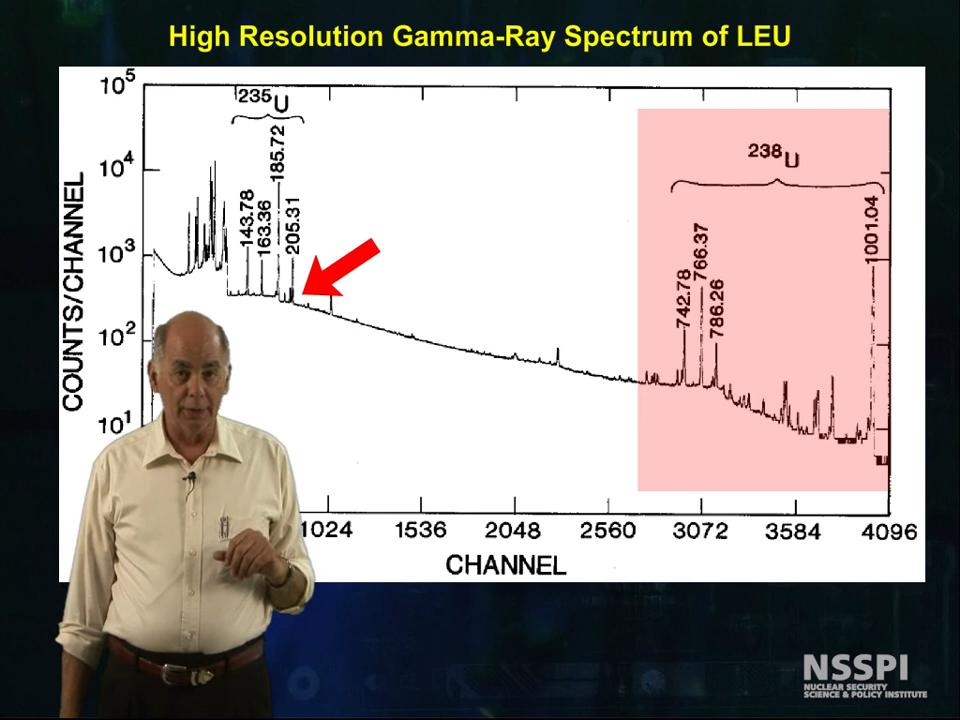 High Resolution Gamma-Ray Spectrum of LEU
10⁵
10⁴
10³
10²
10¹
COUNTS/CHANNEL
²³⁵U
143.78
163.36
185.72
205.31
²³⁸U
742.78
766.37
786.26
1001.04
1024 1536 2048 2560 3072 3584 4096
CHANNEL
NSSPI
NUCLEAR SECURITY
SCIENCE & POLICY INSTITUTE